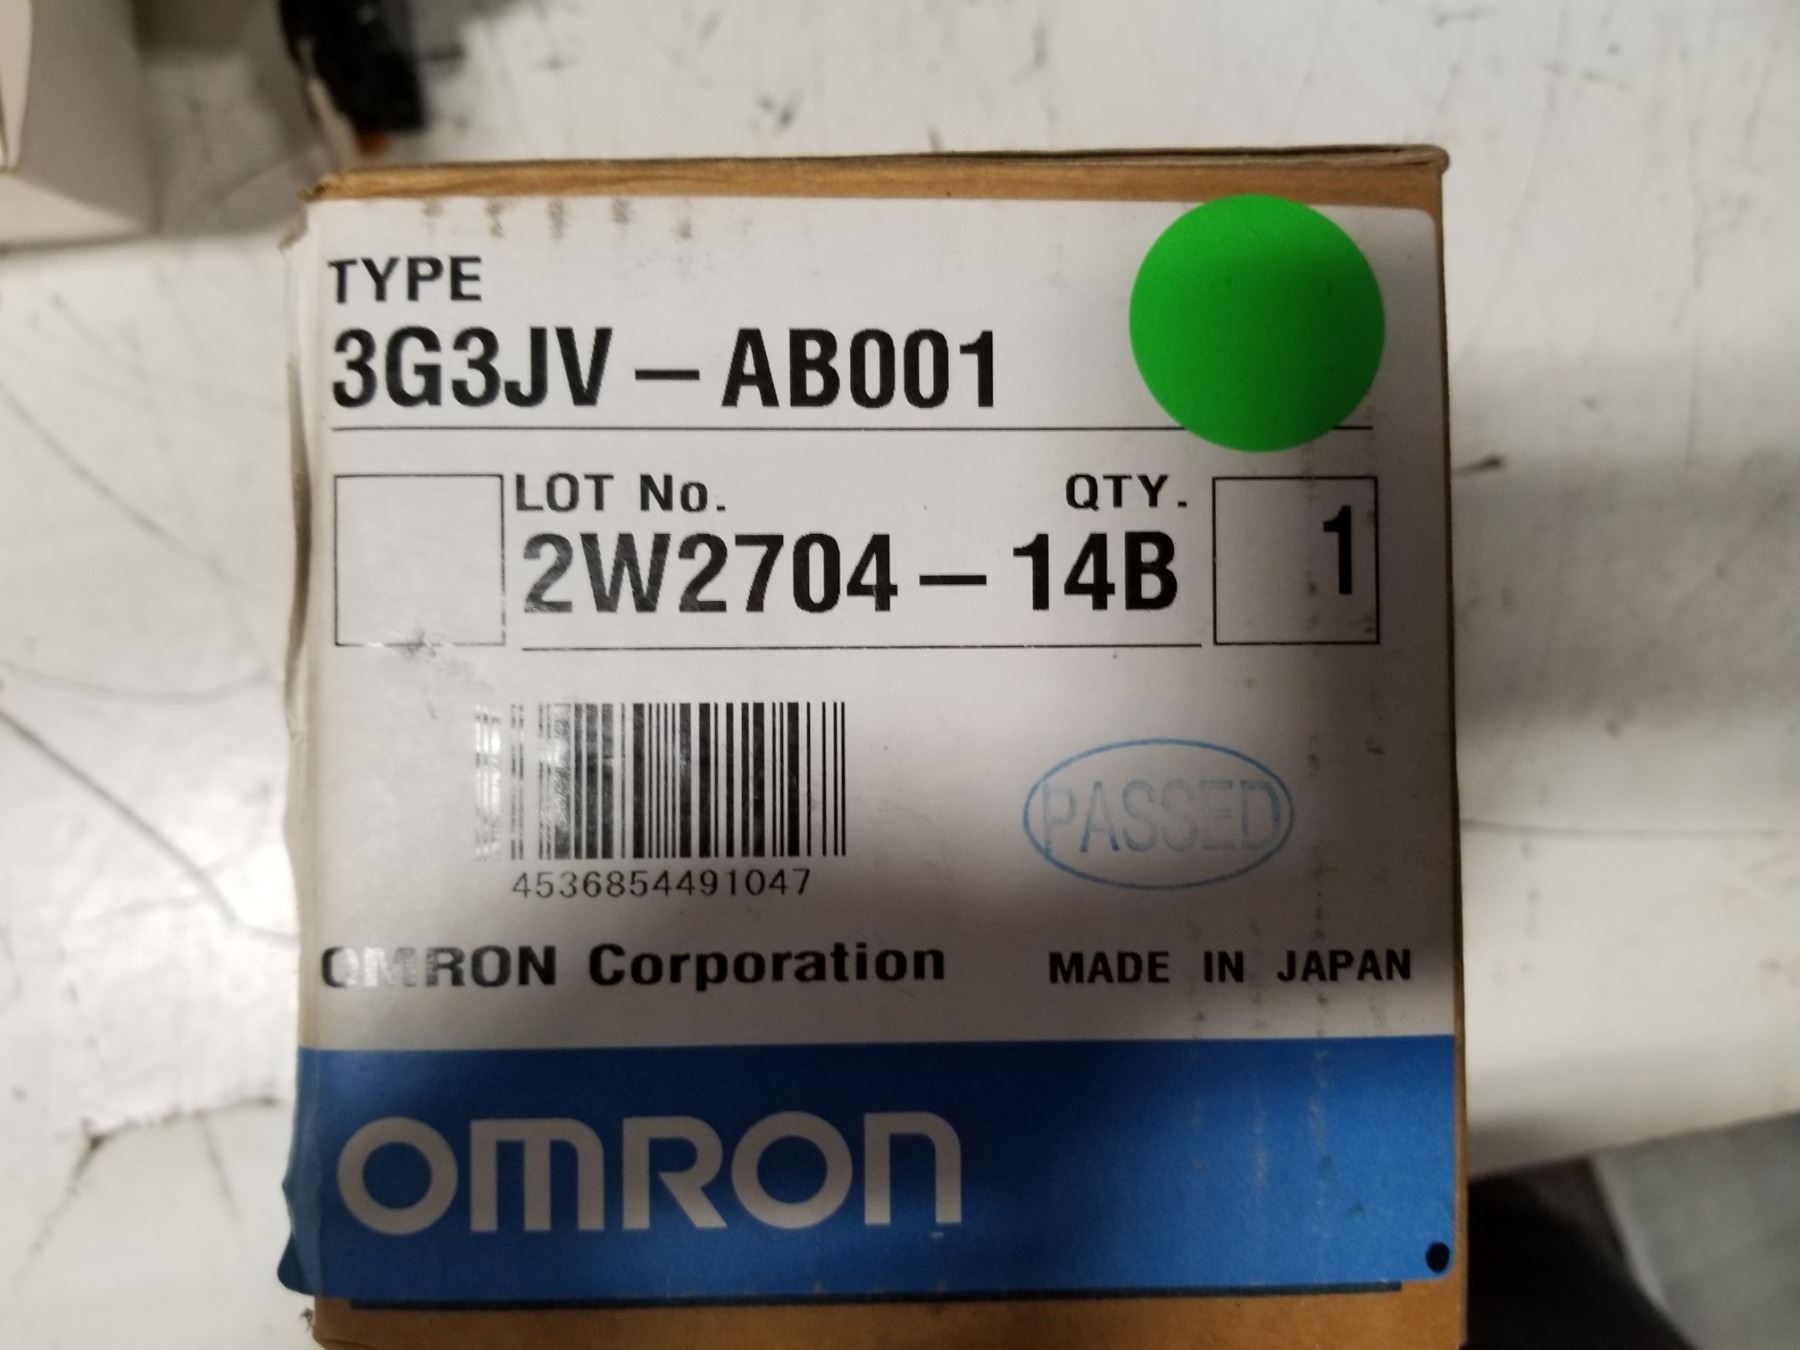 TYPE
3G3JV-AB001
LOT No. QTY.
2W2704-14B 1
4536854491047
PASSED
OMRON Corporation MADE IN JAPAN
OMRON